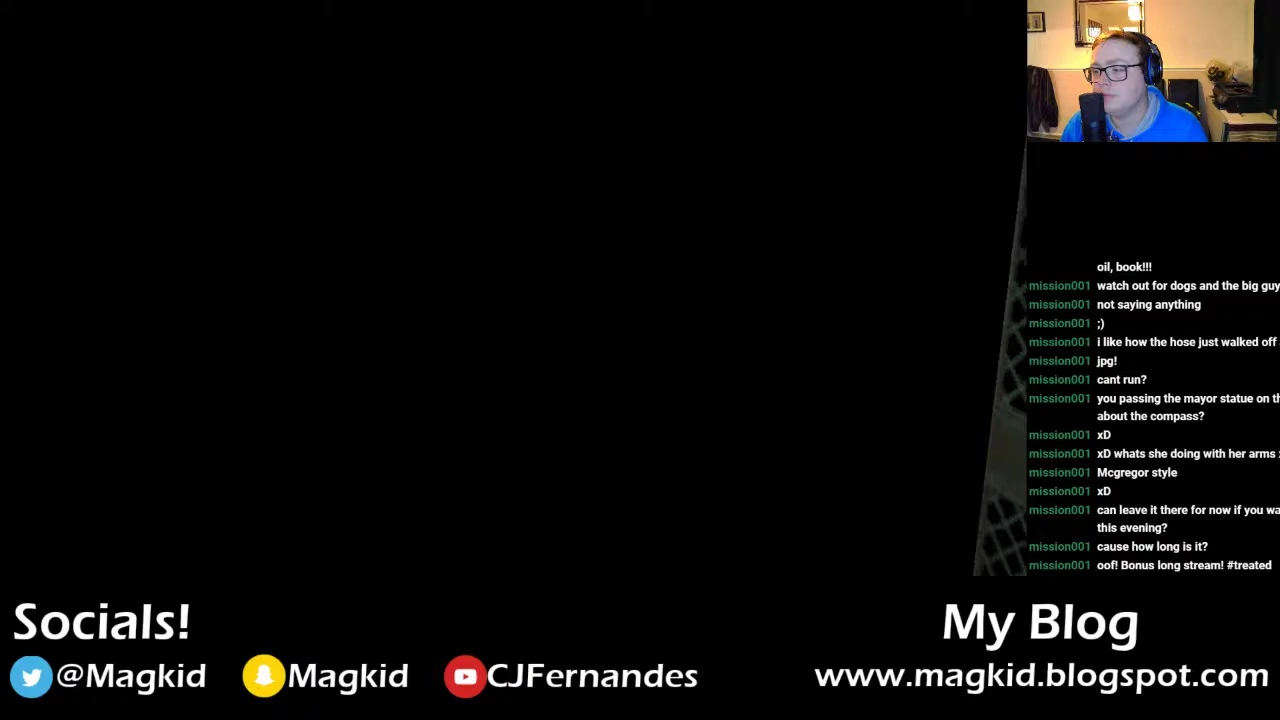 oil, book!!!
mission001 watch out for dogs and the big guy
mission001 not saying anything
mission001 ;)
mission001 i like how the hose just walked off
mission001 jpg!
mission001 cant run?
mission001 you passing the mayor statue on th
about the compass?
mission001 xD
mission001 xD whats she doing with her arms :
mission001 Mcgregor style
mission001 xD
mission001 can leave it there for now if you wa
this evening?
mission001 cause how long is it?
mission001 oof! Bonus long stream! #treated
Socials!
My Blog
@Magkid
Magkid
CJFernandes
www.magkid.blogspot.com